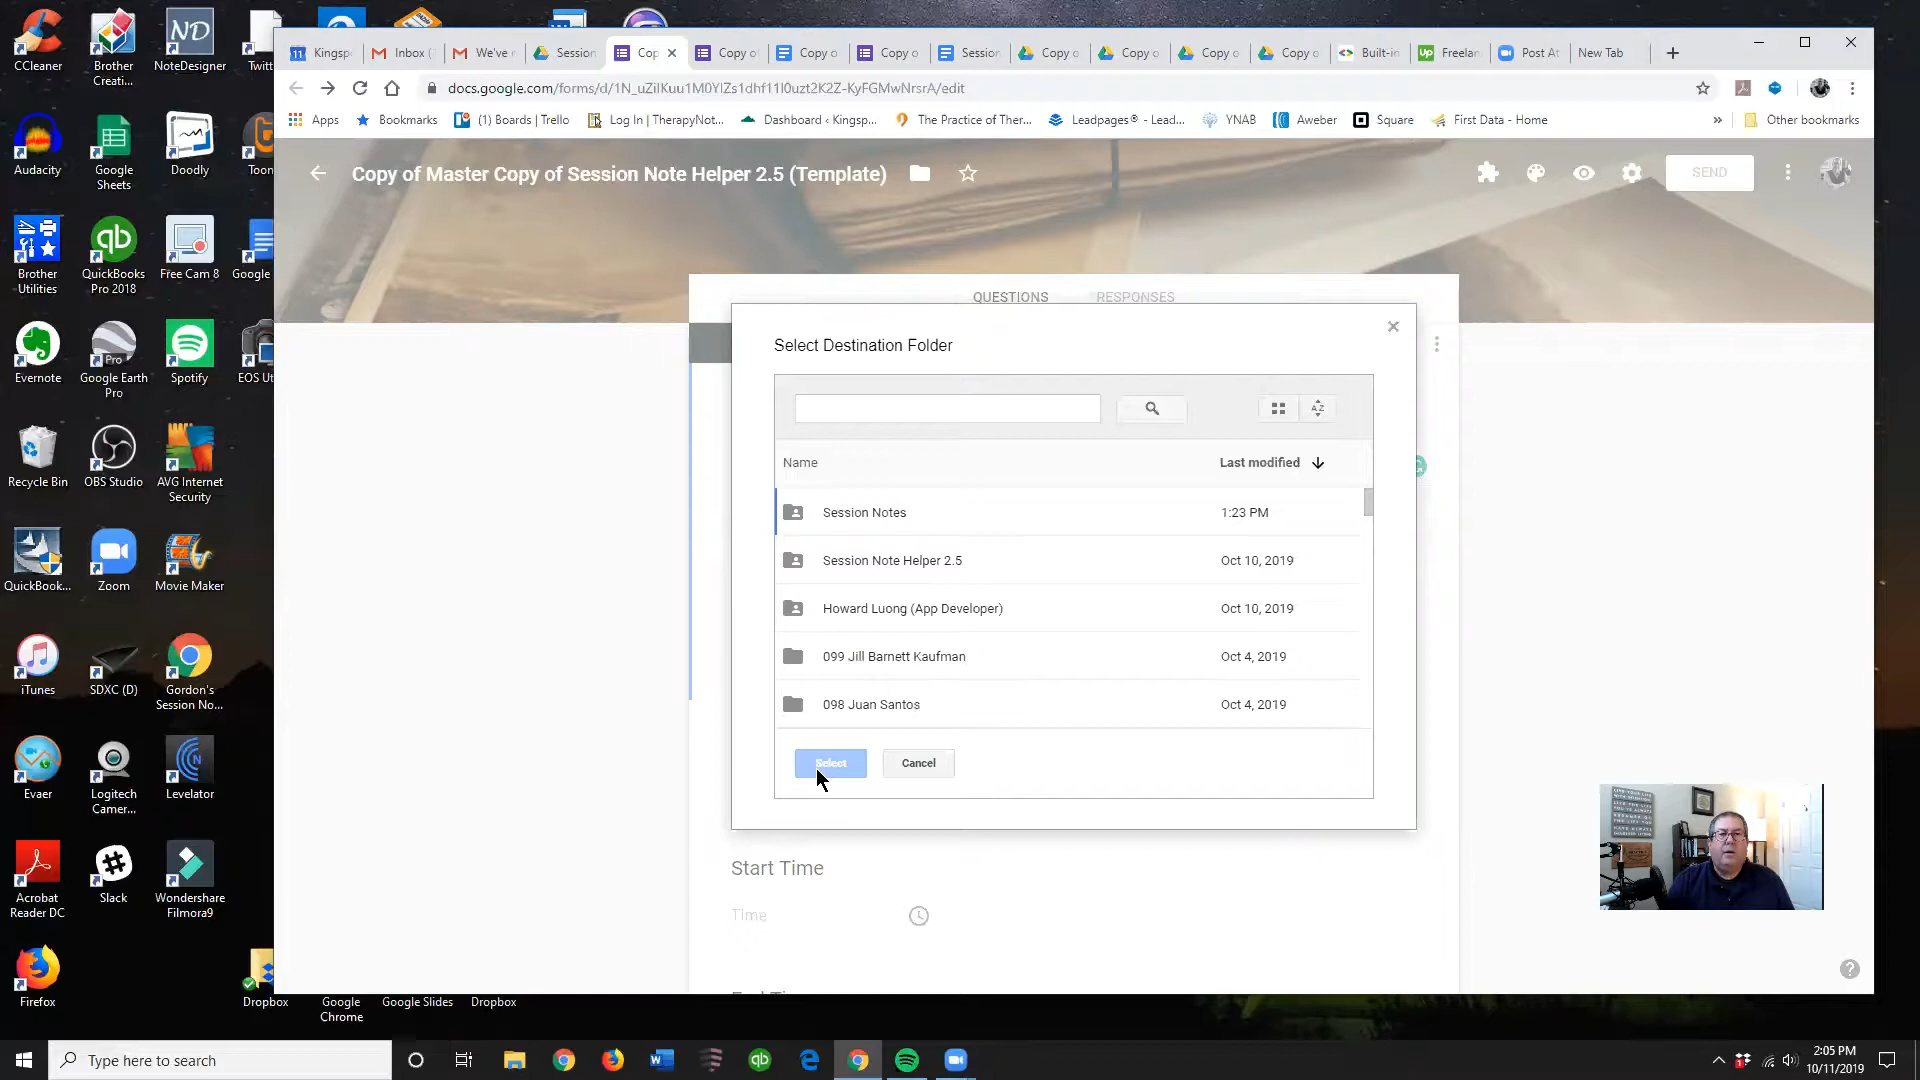 CCleaner
Brother
Creati...
NoteDesigner
Twitt
ND
Kingsp
Inbox (
We've r
Session
Cop
Copy of
Copy o
Copy o
Session
Copy o
Copy o
Copy o
Copy o
Built-in
Freelan
Post At
New Tab
docs.google.com/forms/d/1N_uZiIKuu1M0YlZs1dhf11I0uzt2K2Z-KyFGMwNrsrA/edit
Apps
Bookmarks
(1) Boards | Trello
Log In | TherapyNot...
Dashboard ‹ Kingsp...
The Practice of Ther...
Leadpages® - Lead...
YNAB
Aweber
Square
First Data - Home
»
Other bookmarks
Copy of Master Copy of Session Note Helper 2.5 (Template)
SEND
QUESTIONS
RESPONSES
Select Destination Folder
Name
Last modified
Session Notes
1:23 PM
Session Note Helper 2.5
Oct 10, 2019
Howard Luong (App Developer)
Oct 10, 2019
099 Jill Barnett Kaufman
Oct 4, 2019
098 Juan Santos
Oct 4, 2019
Select
Cancel
Start Time
Time
Audacity
Google
Sheets
Doodly
Toon
Brother
Utilities
QuickBooks
Pro 2018
Free Cam 8
Google
Evernote
Google Earth
Pro
Spotify
EOS Ut
Recycle Bin
OBS Studio
AVG Internet
Security
QuickBook...
Zoom
Movie Maker
iTunes
SDXC (D)
Gordon's
Session No...
Evaer
Logitech
Camer...
Levelator
Acrobat
Reader DC
Slack
Wondershare
Filmora9
Firefox
Dropbox
Google
Chrome
Google Slides
Dropbox
Type here to search
2:05 PM
10/11/2019